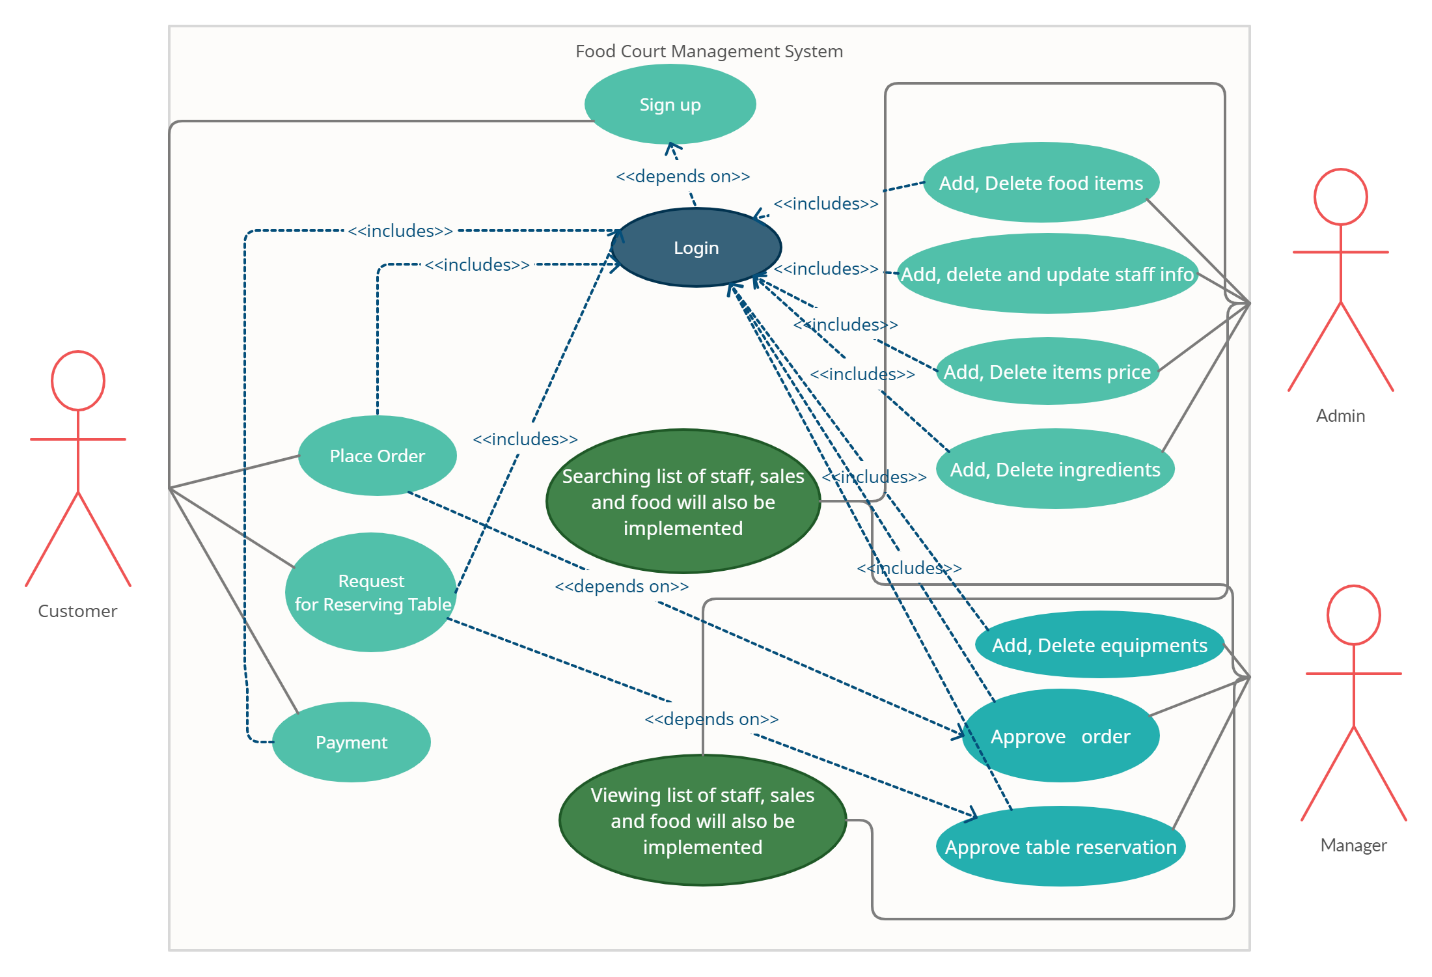 Food Court Management System
Sign up
<<depends on>>
Add, Delete food items
<<includes>>
<<includes>>
Login
<<includes>>
<<includes>>
Add, delete and update staff info
<<includes>>
Add, Delete items price
<<includes>>
Admin
<<includes>>
Place Order
Add, Delete ingredients
Searching list of staff, sales
and food will also be
implemented
<<includes>>
<<includes>>
Request
for Reserving Table
<<depends on>>
Customer
Add, Delete equipments
<<depends on>>
Approve order
Payment
Viewing list of staff, sales
and food will also be
implemented
Approve table reservation
Manager